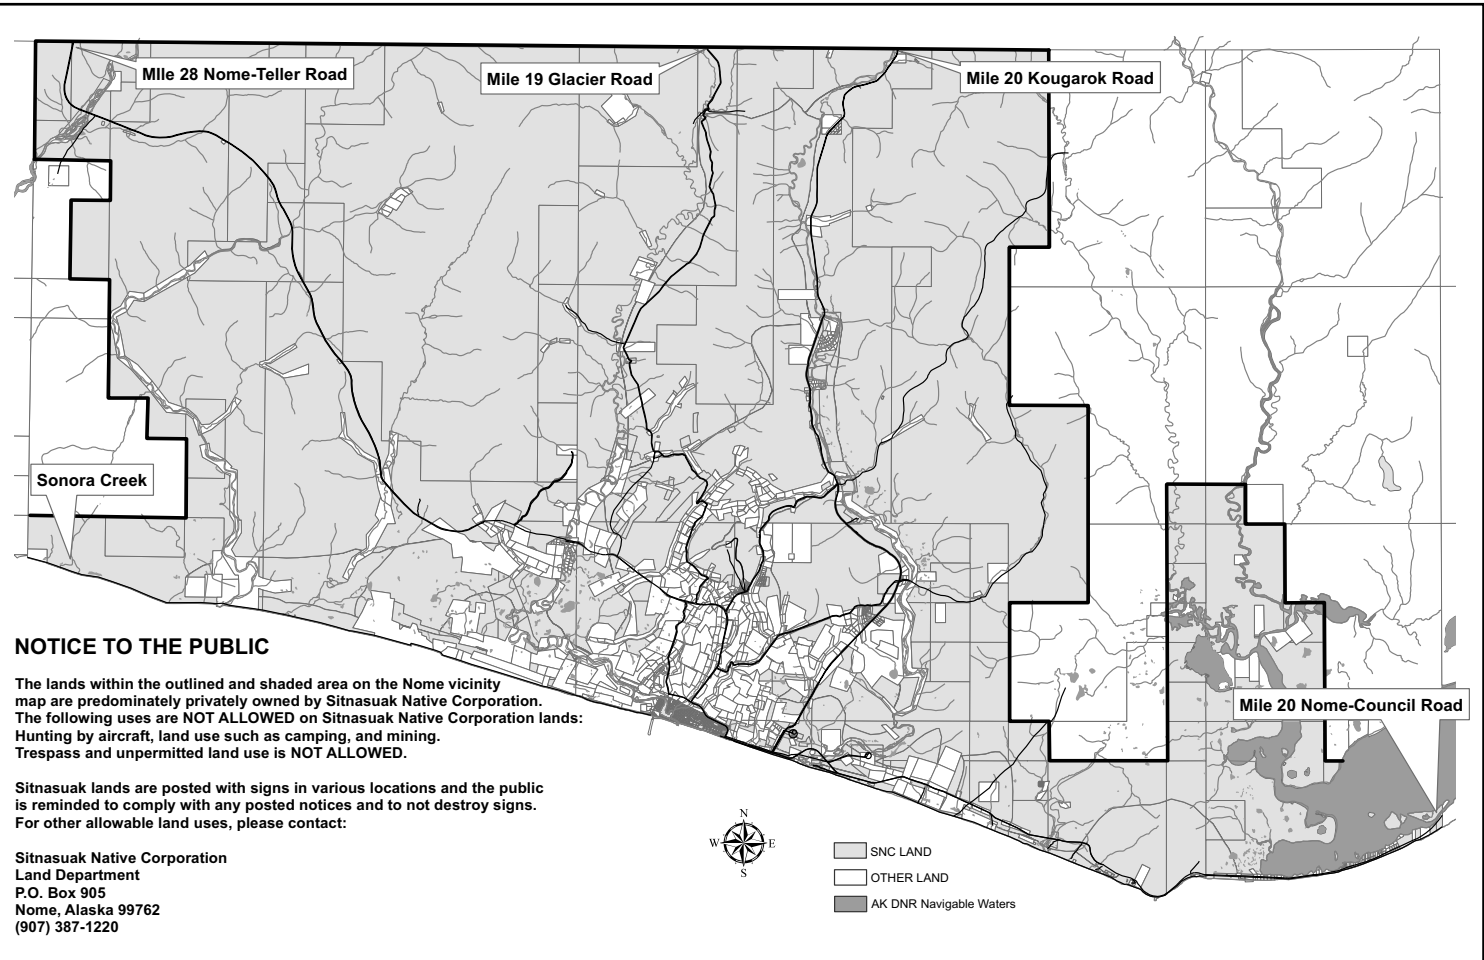 MIle 28 Nome-Teller Road
Mile 19 Glacier Road
Mile 20 Kougarok Road
Sonora Creek
Mile 20 Nome-Council Road
NOTICE TO THE PUBLIC
The lands within the outlined and shaded area on the Nome vicinity
map are predominately privately owned by Sitnasuak Native Corporation.
The following uses are NOT ALLOWED on Sitnasuak Native Corporation lands:
Hunting by aircraft, land use such as camping, and mining.
Trespass and unpermitted land use is NOT ALLOWED.
Sitnasuak lands are posted with signs in various locations and the public
is reminded to comply with any posted notices and to not destroy signs.
For other allowable land uses, please contact:
Sitnasuak Native Corporation
Land Department
P.O. Box 905
Nome, Alaska 99762
(907) 387-1220
N
W E
S
SNC LAND
OTHER LAND
AK DNR Navigable Waters